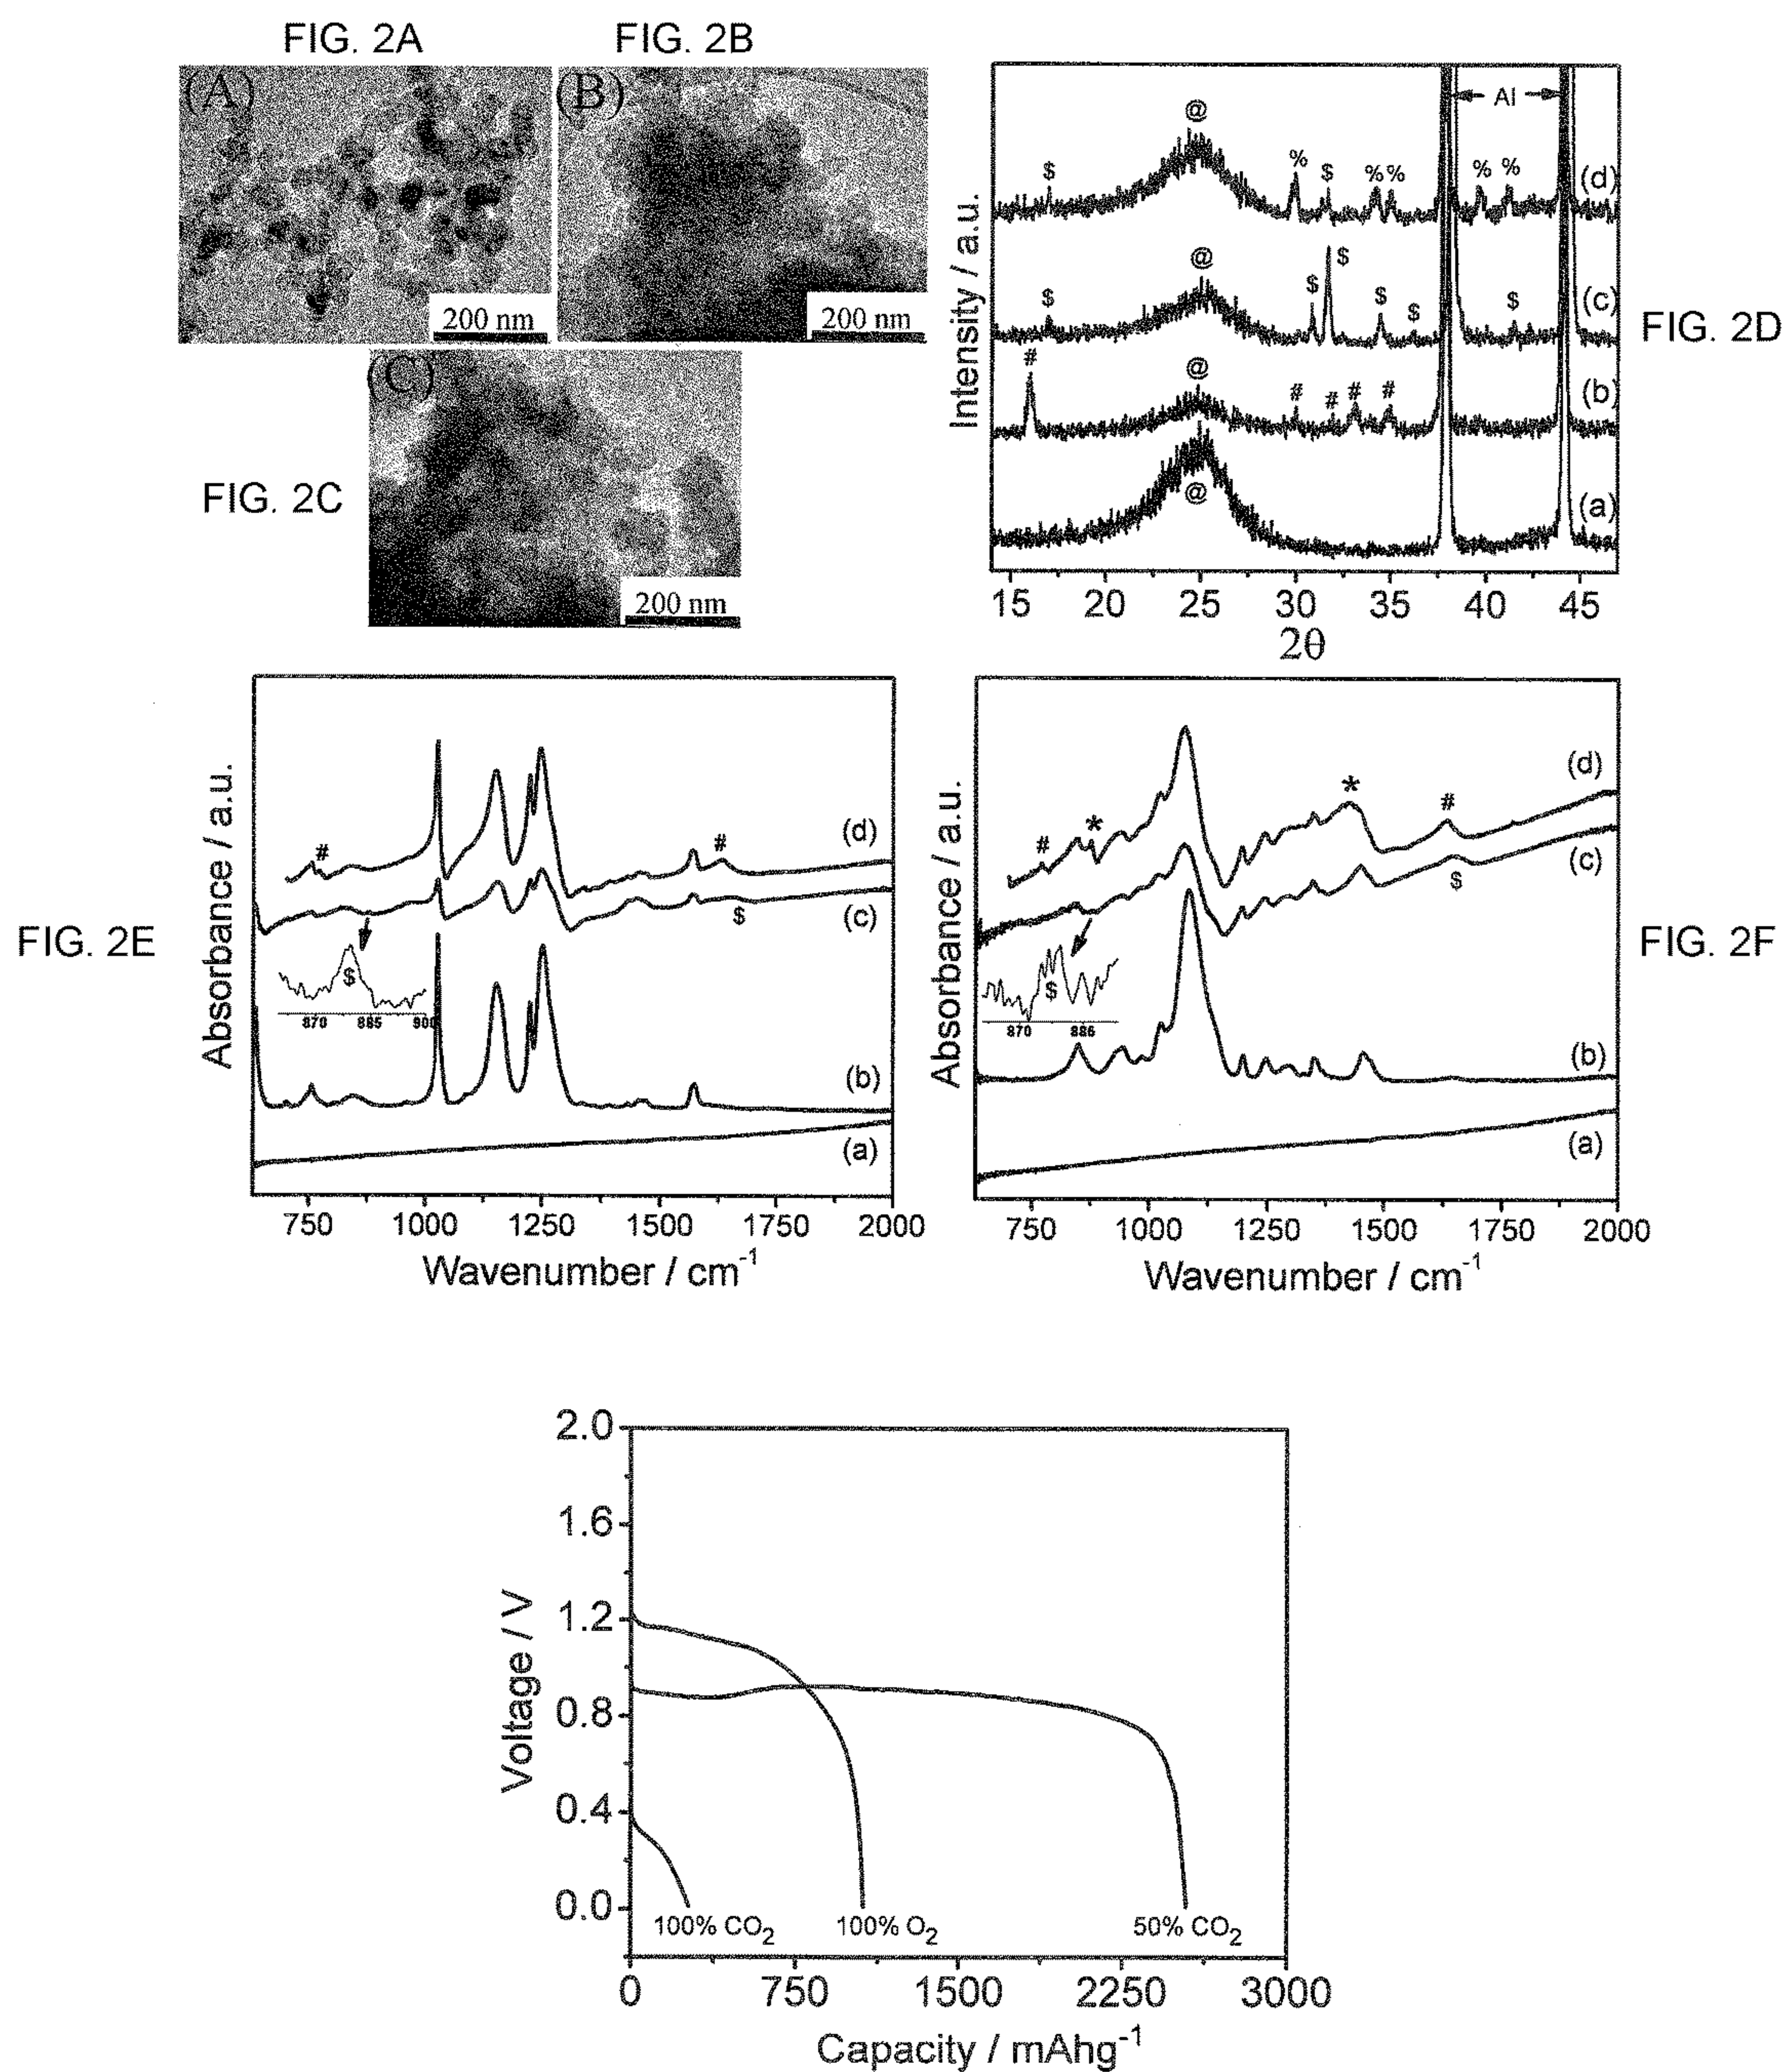 FIG. 2A
FIG. 2B
(A)
200 nm
(B)
200 nm
FIG. 2C
(C)
200 nm
FIG. 2D
Intensity / a.u.
@
$
%
$
% %
%
%
← Al →
(d)
@
$
$
$
$
$
$
(c)
@
#
#
#
#
#
(b)
@
(a)
15 20 25 30 35 40 45
2θ
FIG. 2E
Absorbance / a.u.
#
#
(d)
$
(c)
$
870 885 900
(b)
(a)
750 1000 1250 1500 1750 2000
Wavenumber / cm⁻¹
FIG. 2F
Absorbance / a.u.
#
*
*
#
(d)
$
(c)
$
870 886
(b)
(a)
750 1000 1250 1500 1750 2000
Wavenumber / cm⁻¹
Voltage / V
2.0
1.6
1.2
0.8
0.4
0.0
100% CO₂
100% O₂
50% CO₂
0 750 1500 2250 3000
Capacity / mAhg⁻¹